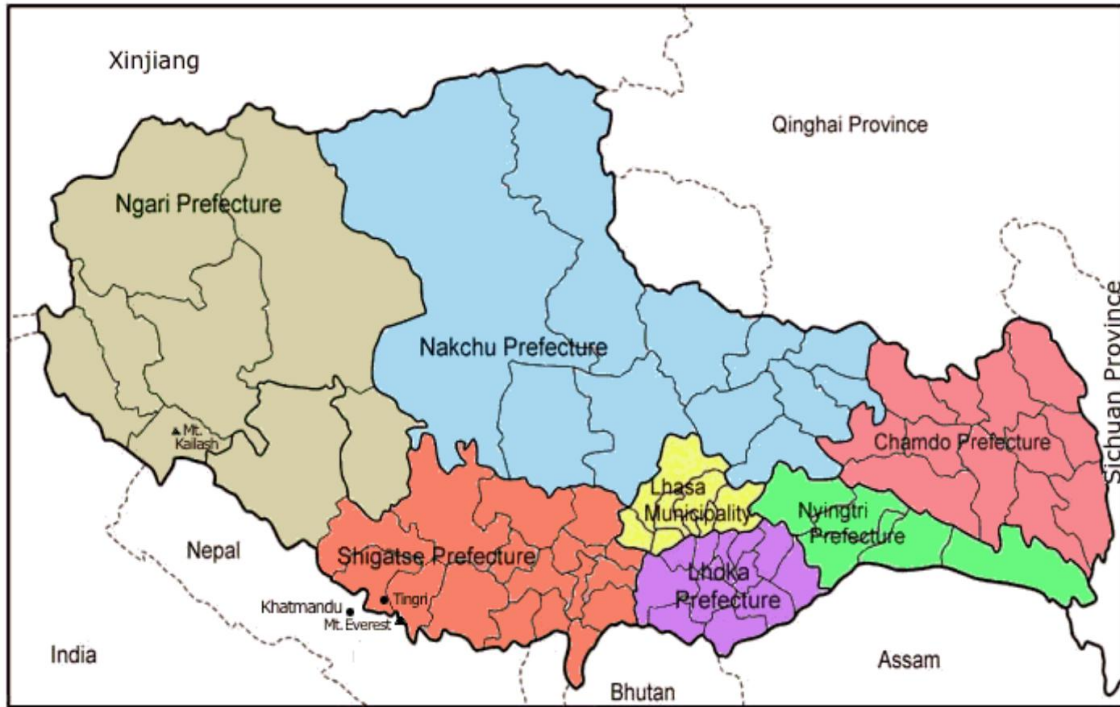 Xinjiang
Qinghai Province
Ngari Prefecture
Sichuan Province
Nakchu Prefecture
Mt.
Kailash
Chamdo Prefecture
Lhasa
Municipality
Nyingtri
Prefecture
Nepal
Shigatse Prefecture
Lhoka
Prefecture
Tingri
Khatmandu
Mt. Everest
India
Assam
Bhutan